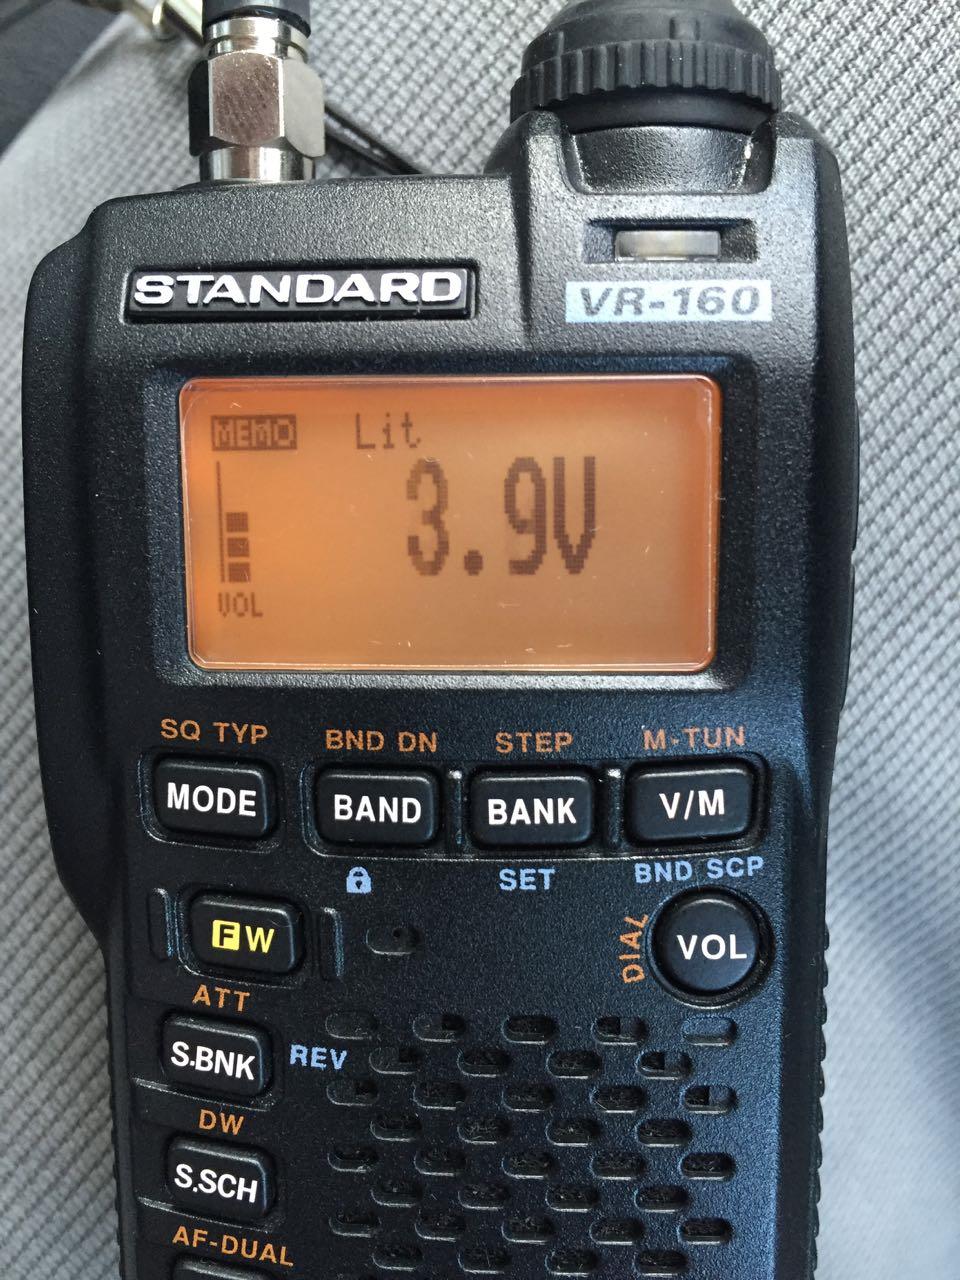 STANDARD
VR-160
MEMO Lit
3.9V
VOL
SQ TYP BND DN STEP M-TUN
MODE BAND BANK V/M
SET BND SCP
F W DIAL VOL
ATT
S.BNK REV
DW
S.SCH
AF-DUAL